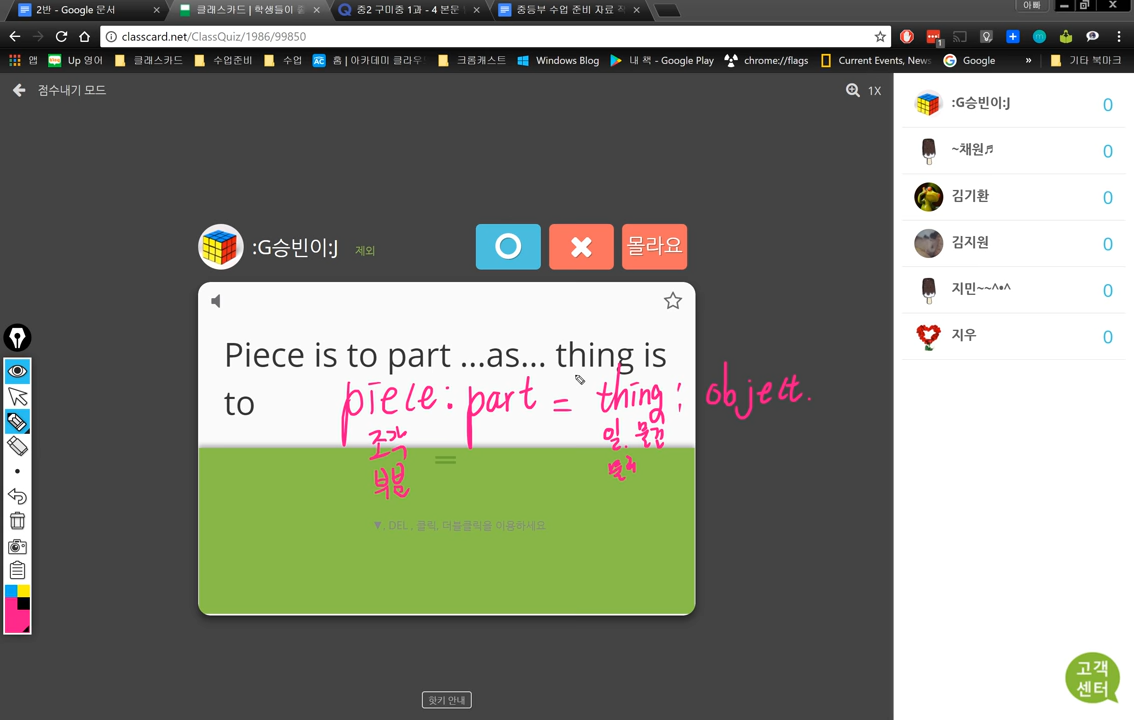 2반 - Google 문서
클래스카드 | 학생들이 클
중2 구미중 1과 - 4 본문
중등부 수업 준비 자료 작
아빠
classcard.net/ClassQuiz/1986/99850
앱
Up 영어
클래스카드
수업준비
수업
홈 | 아카데미 클라우
크롬캐스트
Windows Blog
내 책 - Google Play
chrome://flags
Current Events, News
Google
»
기타 북마크
점수내기 모드
1X
:G승빈이:J
제외
몰라요
Piece is to part ...as... thing is
to
piece : part = thing : object.
조각
부분
일. 물건
▼, DEL , 클릭, 더블클릭을 이용하세요
핫키 안내
:G승빈이:J 0
~채원♬ 0
김기환 0
김지원 0
지민~~^•^ 0
지우 0
고객
센터